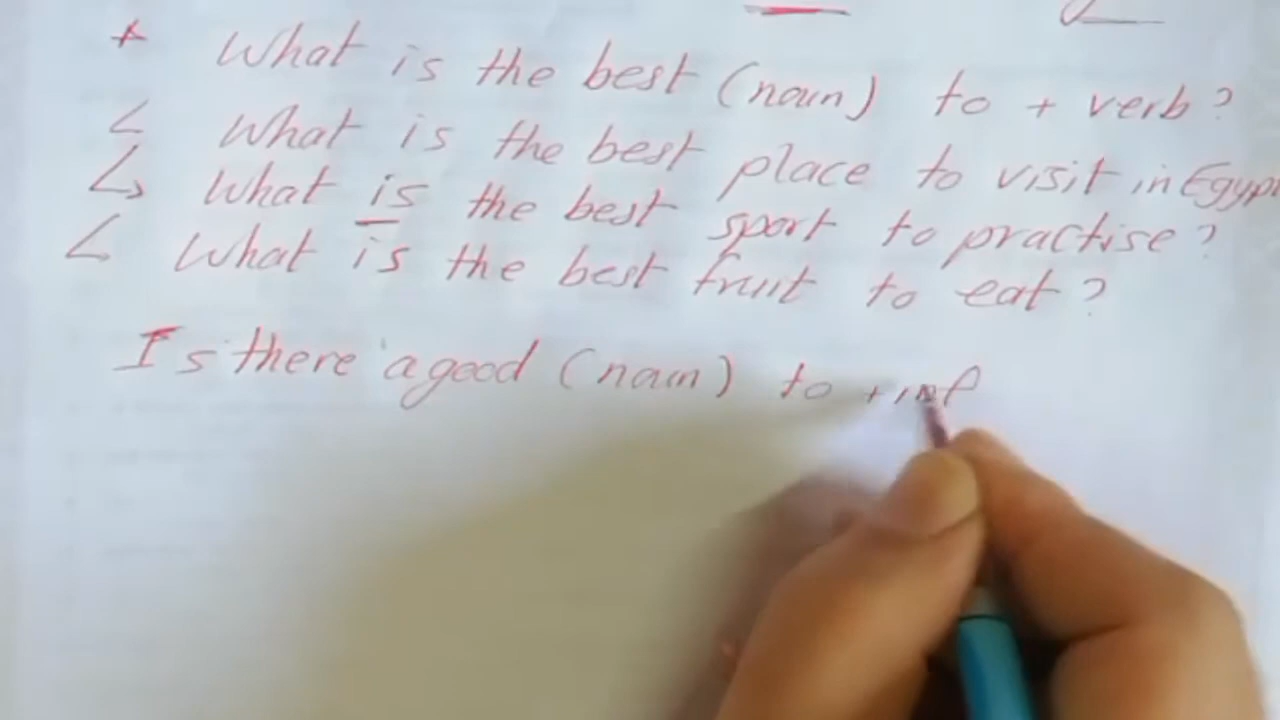 + What is the best (noun) to + verb?
What is the best place to visit in Egyp
What is the best sport to practise?
What is the best fruit to eat?
Is there a good (noun) to + inf